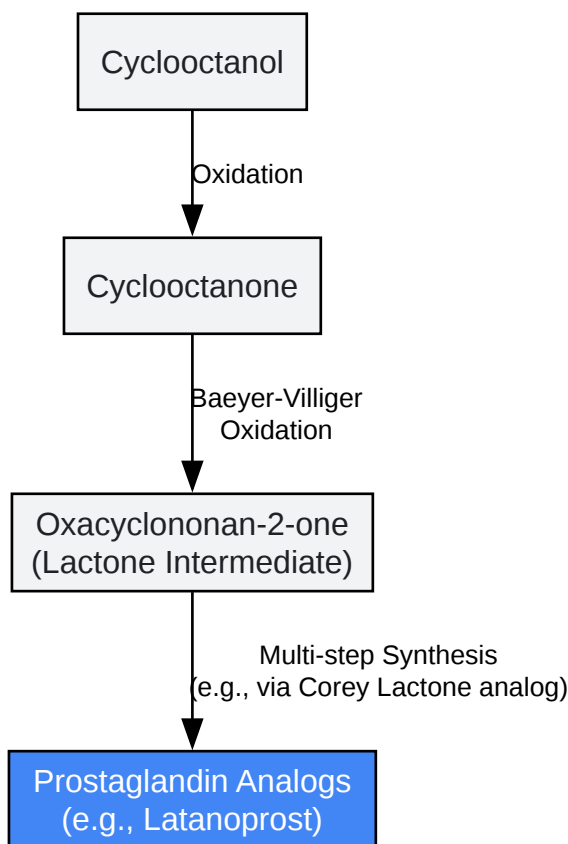 Cyclooctanol
Oxidation
Cyclooctanone
Baeyer-Villiger
Oxidation
Oxacyclononan-2-one
(Lactone Intermediate)
Multi-step Synthesis
(e.g., via Corey Lactone analog)
Prostaglandin Analogs
(e.g., Latanoprost)